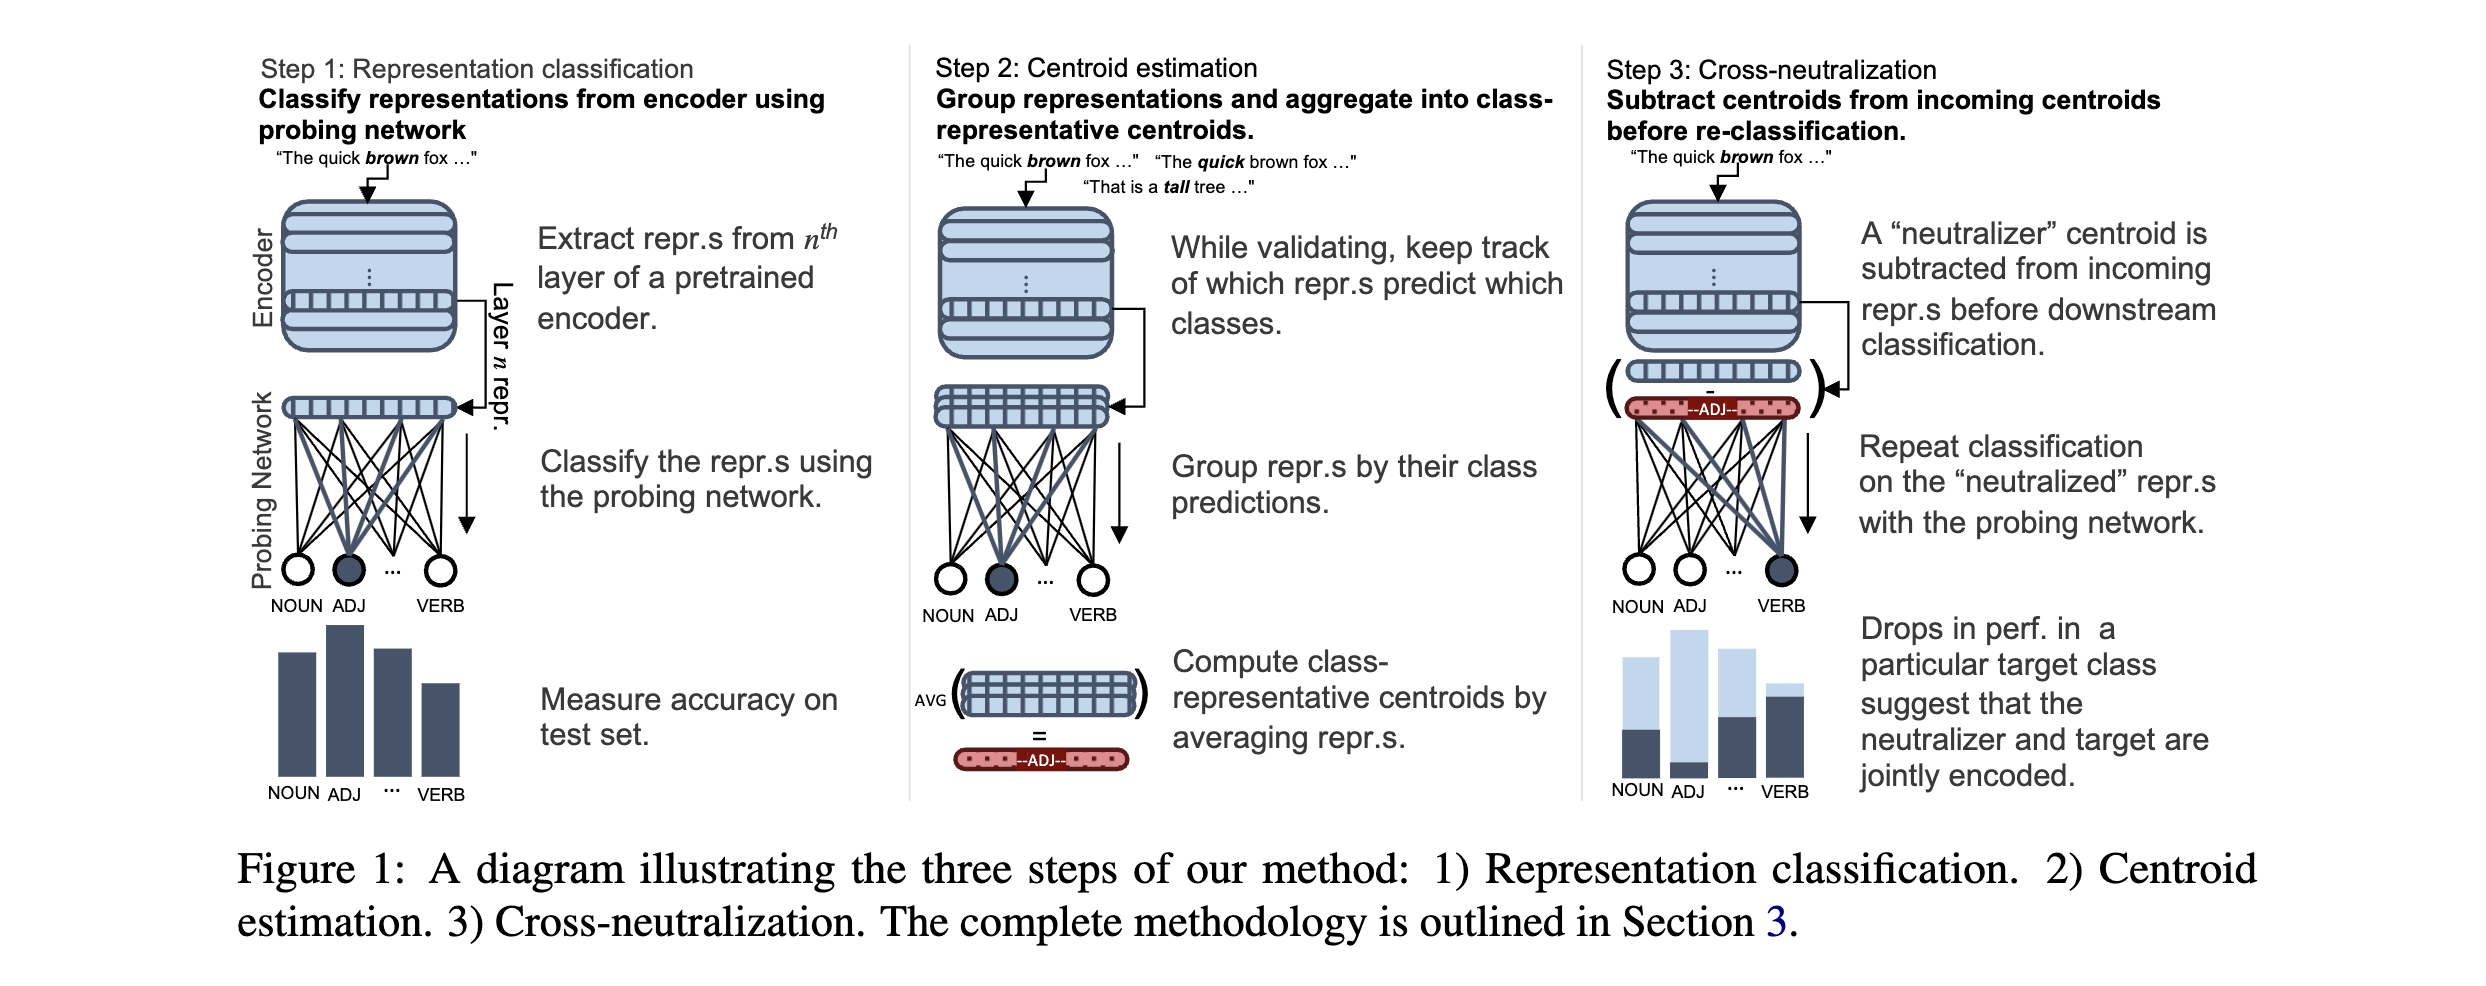 Step 1: Representation classification
Classify representations from encoder using
probing network
“The quick brown fox …"
Encoder
Layer n repr.
Extract repr.s from nth
layer of a pretrained
encoder.
Probing Network
Classify the repr.s using
the probing network.
NOUN ADJ ... VERB
Measure accuracy on
test set.
NOUN ADJ ... VERB
Step 2: Centroid estimation
Group representations and aggregate into class-
representative centroids.
“The quick brown fox …" “The quick brown fox …"
“That is a tall tree …"
While validating, keep track
of which repr.s predict which
classes.
Group repr.s by their class
predictions.
NOUN ADJ ... VERB
AVG ( )
=
--ADJ--
Compute class-
representative centroids by
averaging repr.s.
Step 3: Cross-neutralization
Subtract centroids from incoming centroids
before re-classification.
“The quick brown fox …"
A “neutralizer” centroid is
subtracted from incoming
repr.s before downstream
classification.
( - )
--ADJ--
Repeat classification
on the “neutralized” repr.s
with the probing network.
NOUN ADJ ... VERB
Drops in perf. in a
particular target class
suggest that the
neutralizer and target are
jointly encoded.
NOUN ADJ ... VERB
Figure 1: A diagram illustrating the three steps of our method: 1) Representation classification. 2) Centroid
estimation. 3) Cross-neutralization. The complete methodology is outlined in Section 3.